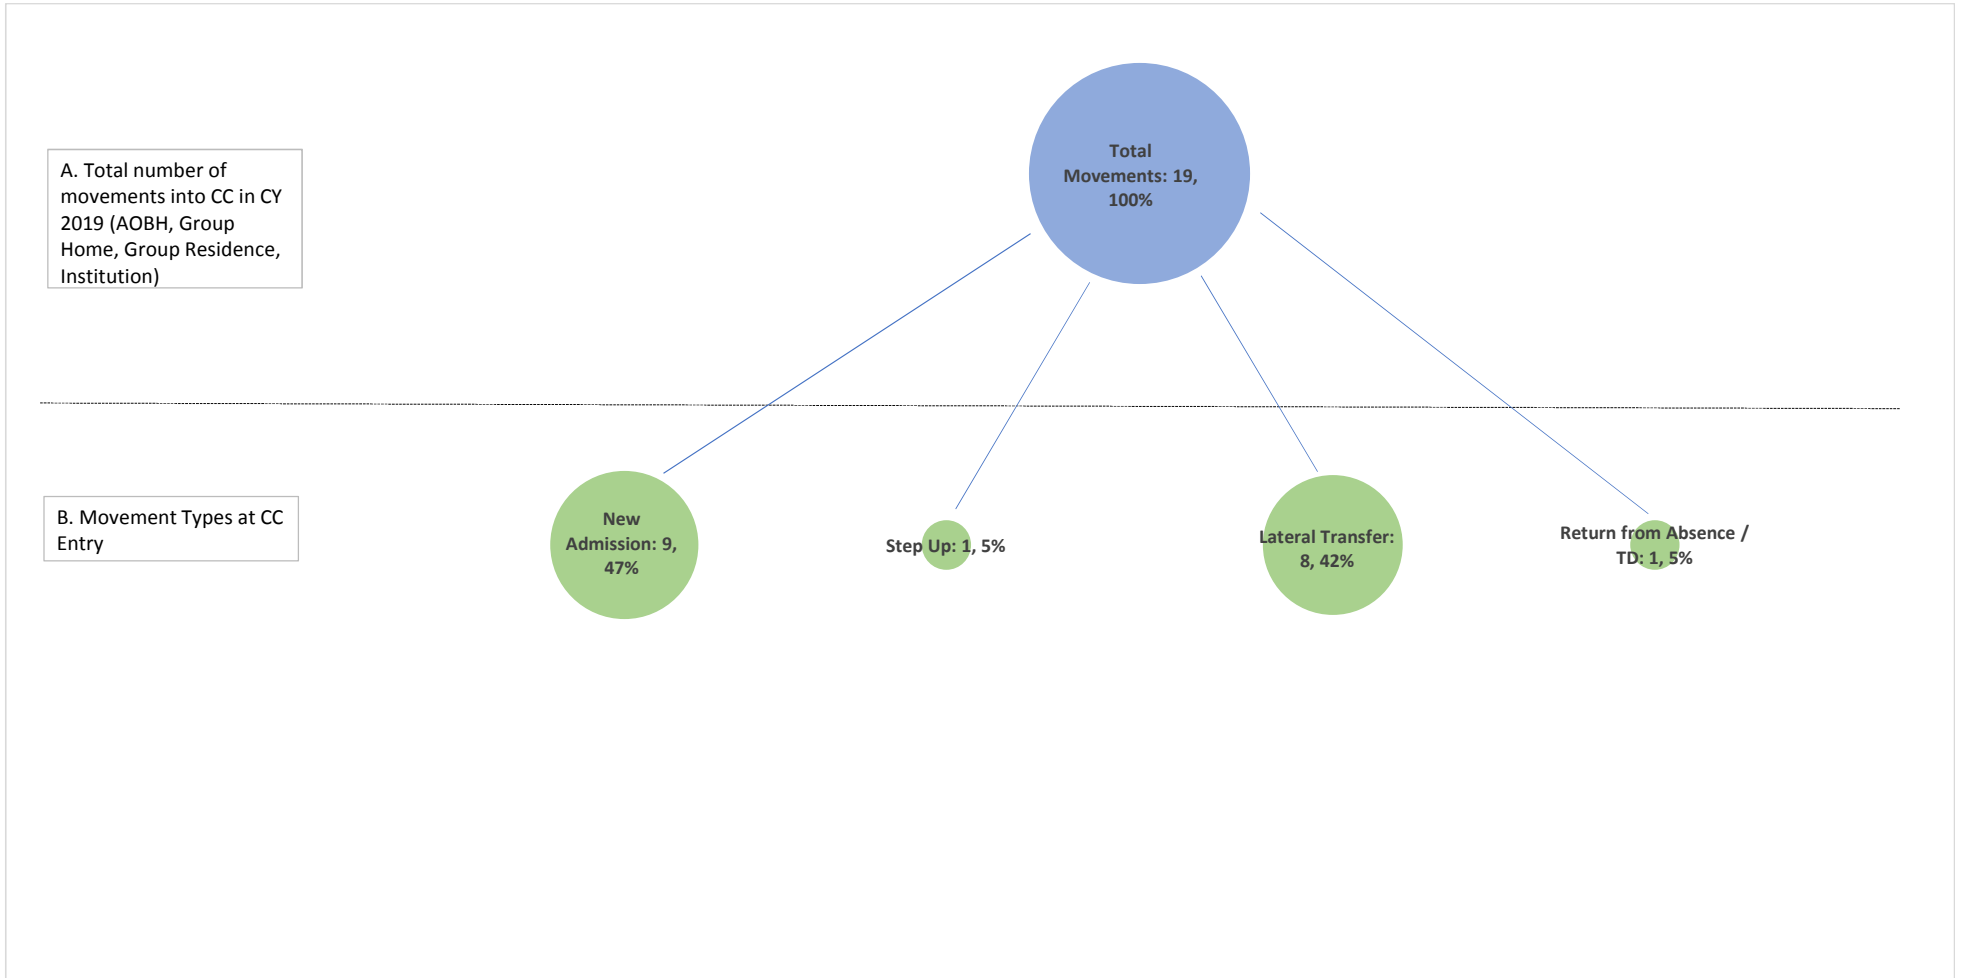 Total
Movements: 19,
100%
A. Total number of
movements into CC in CY
2019 (AOBH, Group
Home, Group Residence,
Institution)
B. Movement Types at CC
Entry
New
Admission: 9,
47%
Step Up: 1, 5%
Lateral Transfer:
8, 42%
Return from Absence /
TD: 1, 5%